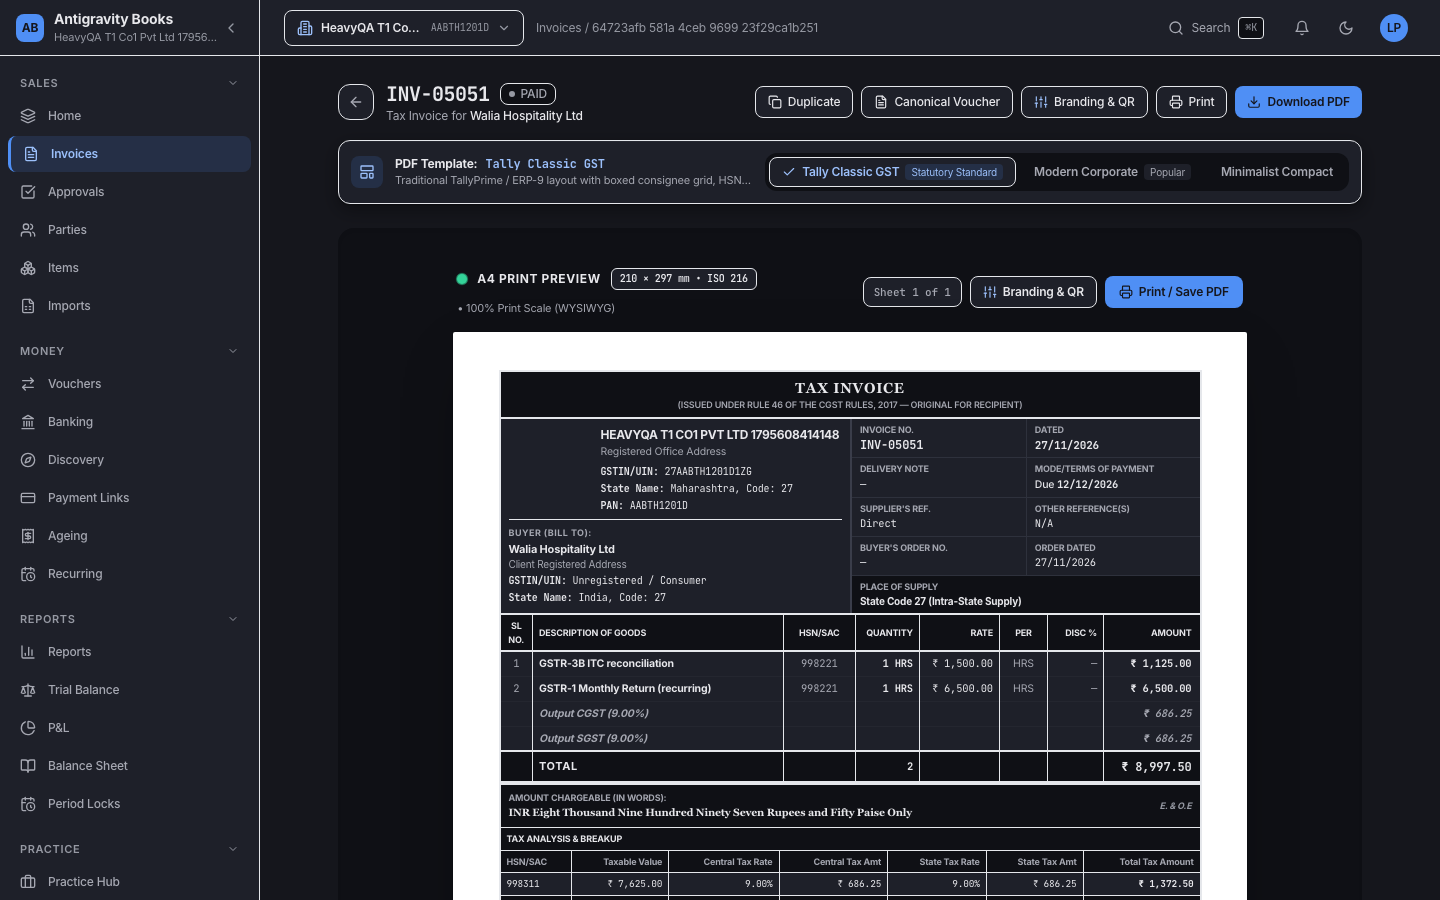 AB
Antigravity Books
HeavyQA T1 Co1 Pvt Ltd 17956...
SALES
Home
Invoices
Approvals
Parties
Items
Imports
MONEY
Vouchers
Banking
Discovery
Payment Links
Ageing
Recurring
REPORTS
Reports
Trial Balance
P&L
Balance Sheet
Period Locks
PRACTICE
Practice Hub
HeavyQA T1 Co... AABTH1201D
Invoices / 64723afb 581a 4ceb 9699 23f29ca1b251
Search ⌘K
LP
INV-05051 PAID
Tax Invoice for Walia Hospitality Ltd
Duplicate
Canonical Voucher
Branding & QR
Print
Download PDF
PDF Template: Tally Classic GST
Traditional TallyPrime / ERP-9 layout with boxed consignee grid, HSN...
Tally Classic GST Statutory Standard
Modern Corporate Popular
Minimalist Compact
A4 PRINT PREVIEW 210 × 297 mm • ISO 216
• 100% Print Scale (WYSIWYG)
Sheet 1 of 1
Branding & QR
Print / Save PDF
TAX INVOICE
(ISSUED UNDER RULE 46 OF THE CGST RULES, 2017 — ORIGINAL FOR RECIPIENT)
HEAVYQA T1 CO1 PVT LTD 1795608414148
Registered Office Address
GSTIN/UIN: 27AABTH1201D1ZG
State Name: Maharashtra, Code: 27
PAN: AABTH1201D
BUYER (BILL TO):
Walia Hospitality Ltd
Client Registered Address
GSTIN/UIN: Unregistered / Consumer
State Name: India, Code: 27
INVOICE NO. DATED
INV-05051 27/11/2026
DELIVERY NOTE MODE/TERMS OF PAYMENT
— Due 12/12/2026
SUPPLIER'S REF. OTHER REFERENCE(S)
Direct N/A
BUYER'S ORDER NO. ORDER DATED
— 27/11/2026
PLACE OF SUPPLY
State Code 27 (Intra-State Supply)
SL NO. DESCRIPTION OF GOODS HSN/SAC QUANTITY RATE PER DISC % AMOUNT
1 GSTR-3B ITC reconciliation 998221 1 HRS ₹ 1,500.00 HRS — ₹ 1,125.00
2 GSTR-1 Monthly Return (recurring) 998221 1 HRS ₹ 6,500.00 HRS — ₹ 6,500.00
Output CGST (9.00%) ₹ 686.25
Output SGST (9.00%) ₹ 686.25
TOTAL 2 ₹ 8,997.50
AMOUNT CHARGEABLE (IN WORDS):
INR Eight Thousand Nine Hundred Ninety Seven Rupees and Fifty Paise Only
E. & O.E
TAX ANALYSIS & BREAKUP
HSN/SAC Taxable Value Central Tax Rate Central Tax Amt State Tax Rate State Tax Amt Total Tax Amount
998311 ₹ 7,625.00 9.00% ₹ 686.25 9.00% ₹ 686.25 ₹ 1,372.50